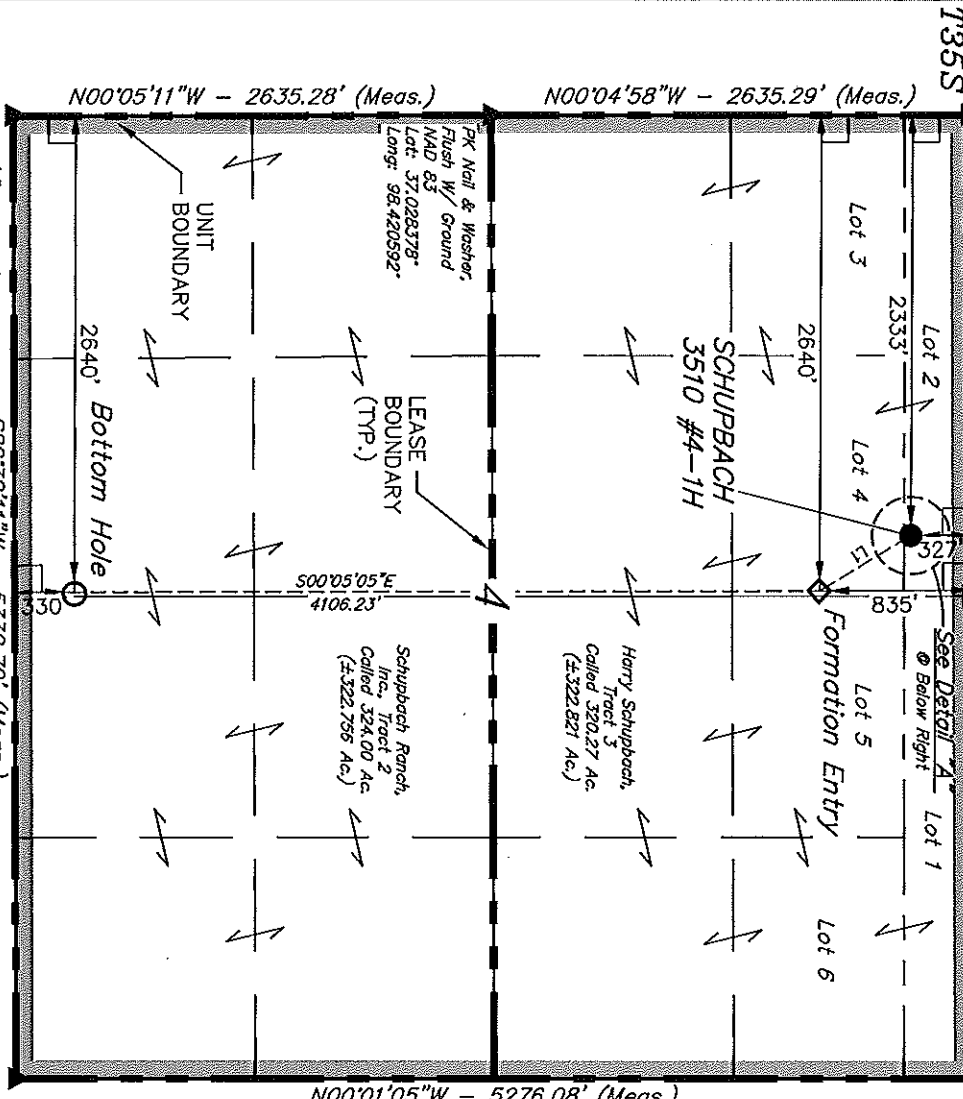 T35S
N00°05'11"W - 2635.28' (Meas.)
N00°04'58"W - 2635.29' (Meas.)
PK Nail & Washer,
Flush W/ Ground
NAD 83
Lat: 37.028378°
Long: 98.420592°
UNIT
BOUNDARY
Lot 3
Lot 2
2333'
2640'
SCHUPBACH
3510 #4-1H
Lot 4
LEASE
BOUNDARY
(TYP.)
2640'
Bottom Hole
330'
S00°05'05"E
4106.23'
4
327'
835'
See Detail "A"
@ Below Right
Lot 1
Formation Entry
Lot 5
Lot 6
Harry Schupbach,
Tract 3
Called 320.27 Ac.
(±322.821 Ac.)
Schupbach Ranch,
Inc., Tract 2
Called 324.00 Ac.
(±322.756 Ac.)
N00°01'05"W - 5276.08' (Meas.)